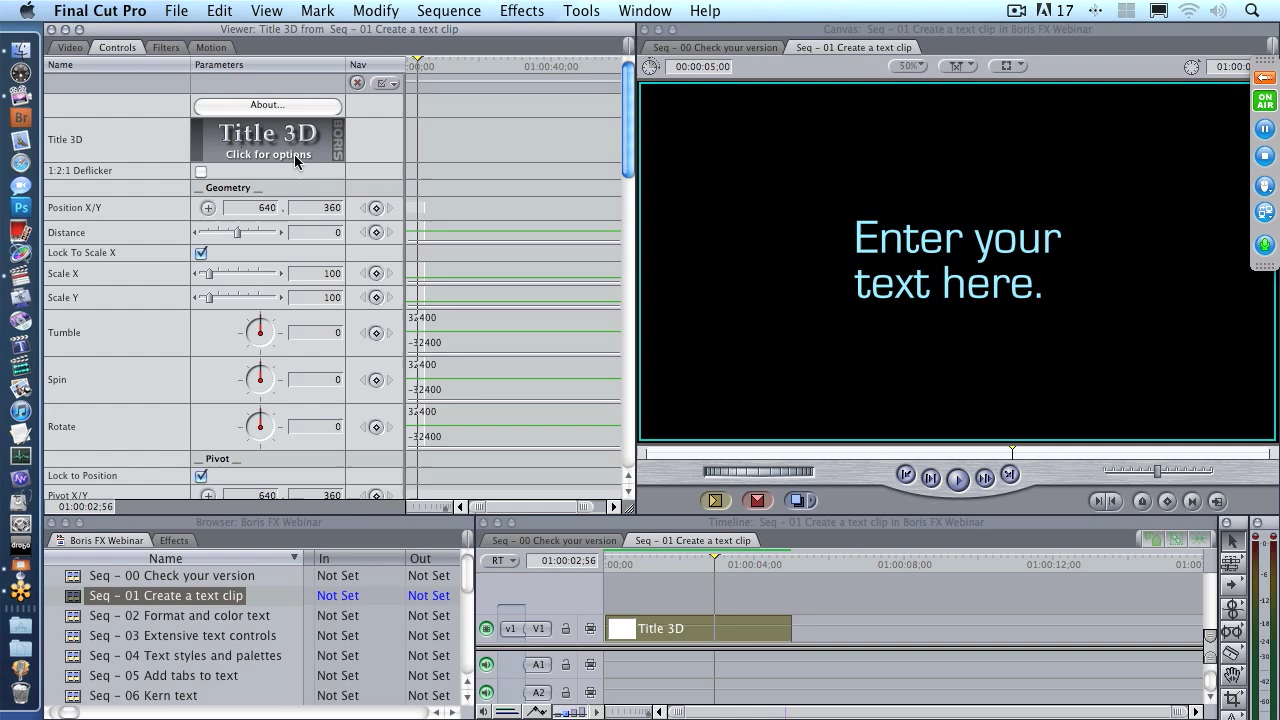 Final Cut Pro File Edit View Mark Modify Sequence Effects Tools Window Help 17
Viewer: Title 3D from Seq - 01 Create a text clip
Video Controls Filters Motion
Name Parameters Nav
:00;00 01:00:40;00
About...
Title 3D
Title 3D
BORIS
Click for options
1:2:1 Deflicker
__ Geometry __
Position X/Y 640 , 360
Distance 0
Lock To Scale X
Scale X 100
Scale Y 100
Tumble 0
32400
-32400
Spin 0
32400
-32400
Rotate 0
32400
-32400
__ Pivot __
Lock to Position
Pivot X/Y 640 360
01:00:02;56
Canvas: Seq - 01 Create a text clip in Boris FX Webinar
Seq - 00 Check your version Seq - 01 Create a text clip
00:00:05;00 50% 01:00:0
Enter your
text here.
ON
AIR
Br
Ps
Browser: Boris FX Webinar
Boris FX Webinar Effects
Name In Out
Seq - 00 Check your version Not Set Not Set
Seq - 01 Create a text clip Not Set Not Set
Seq - 02 Format and color text Not Set Not Set
Seq - 03 Extensive text controls Not Set Not Set
Seq - 04 Text styles and palettes Not Set Not Set
Seq - 05 Add tabs to text Not Set Not Set
Seq - 06 Kern text Not Set Not Set
Timeline: Seq - 01 Create a text clip in Boris FX Webinar
Seq - 00 Check your version Seq - 01 Create a text clip
RT 01:00:02;56 :00;00 01:00:04;00 01:00:08;00 01:00:12;00 01:00:
v1 V1 Title 3D
A1
A2
-6
-12
-18
-24
-30